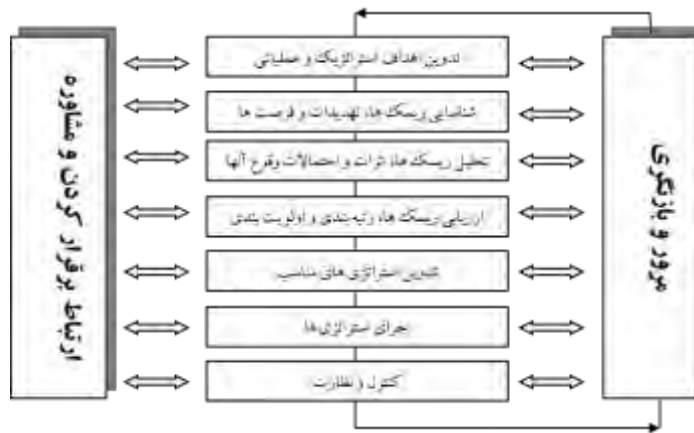 مرور و بازنگری
تدوین اهداف استراتژیک و عملیاتی
شناسایی ریسک ها، تهدیدات و فرصت ها
تحلیل ریسک ها، اثرات و احتمالات وقوع آنها
ارزیابی ریسک ها، رتبه بندی و اولویت بندی
تدوین استراتژی های مناسب
اجرای استراتژی ها
کنترل و نظارت
ارتباط برقرار کردن و مشاوره